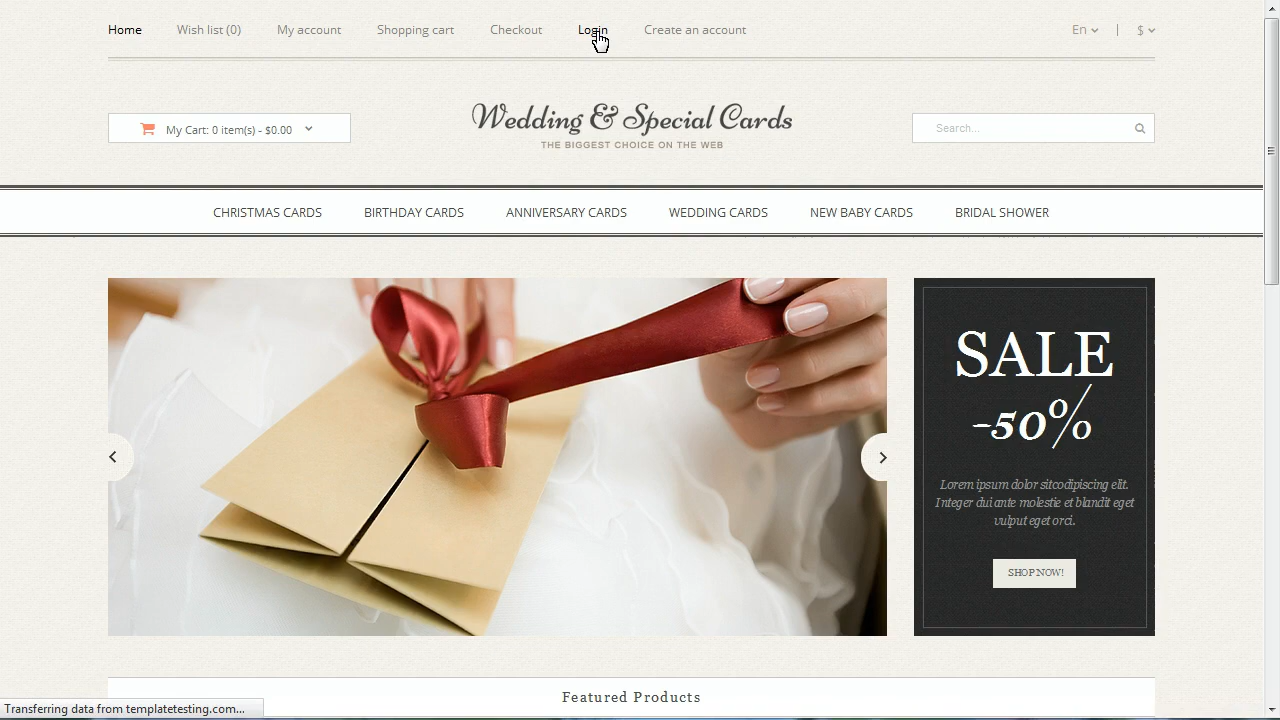 Home Wish list (0) My account Shopping cart Checkout Login Create an account En | $
My Cart: 0 item(s) - $0.00
Wedding & Special Cards
THE BIGGEST CHOICE ON THE WEB
Search...
CHRISTMAS CARDS BIRTHDAY CARDS ANNIVERSARY CARDS WEDDING CARDS NEW BABY CARDS BRIDAL SHOWER
SALE
-50%
Lorem ipsum dolor sitcodipiscing elit.
Integer dui ante molestie et blandit eget
vulput eget orci.
SHOP NOW!
Featured Products
Transferring data from templatetesting.com...